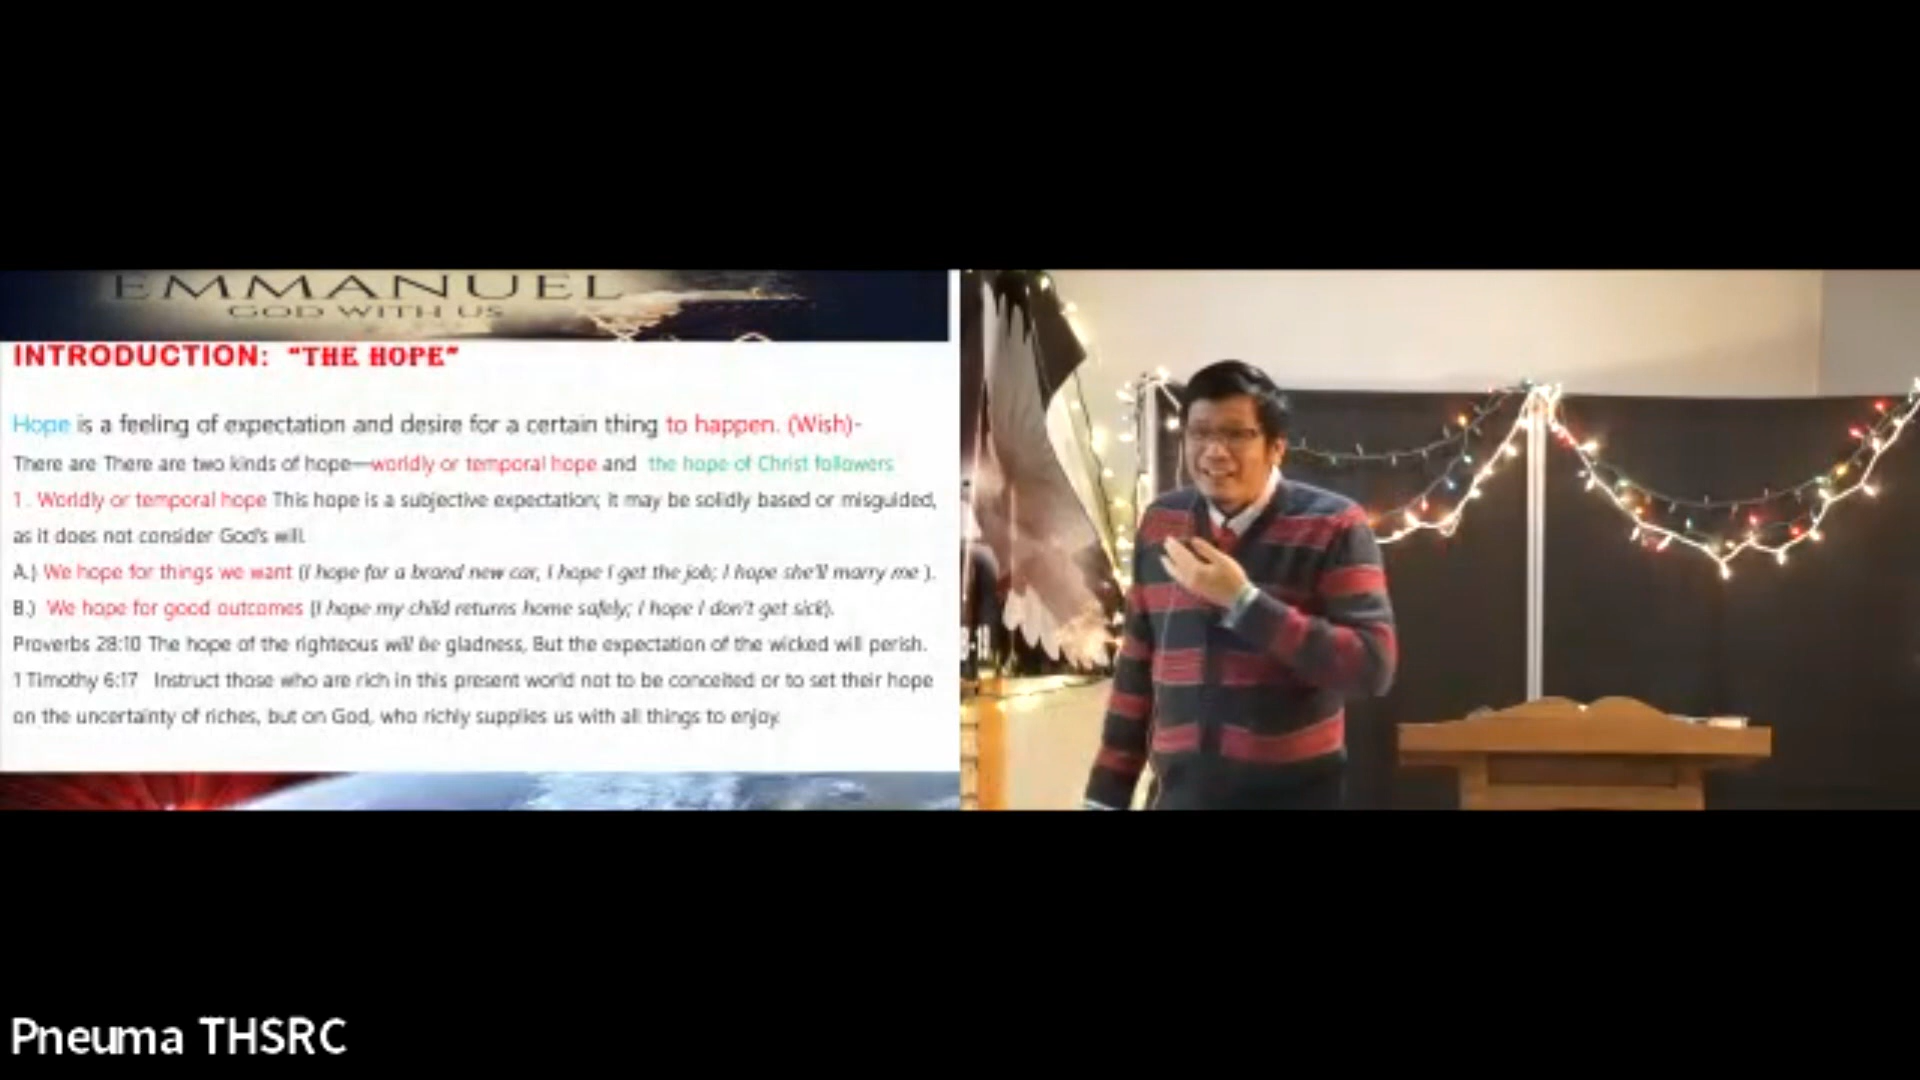 EMMANUEL
GOD WITH US
INTRODUCTION: "THE HOPE"
Hope is a feeling of expectation and desire for a certain thing to happen. (Wish)-
There are There are two kinds of hope—worldly or temporal hope and the hope of Christ followers
1. Worldly or temporal hope This hope is a subjective expectation; it may be solidly based or misguided,
as it does not consider God's will.
A.) We hope for things we want (I hope for a brand new car, I hope I get the job; I hope she'll marry me ).
B.) We hope for good outcomes (I hope my child returns home safely; I hope I don't get sick).
Proverbs 28:10 The hope of the righteous will be gladness, But the expectation of the wicked will perish.
1 Timothy 6:17 Instruct those who are rich in this present world not to be conceited or to set their hope
on the uncertainty of riches, but on God, who richly supplies us with all things to enjoy.
Pneuma THSRC